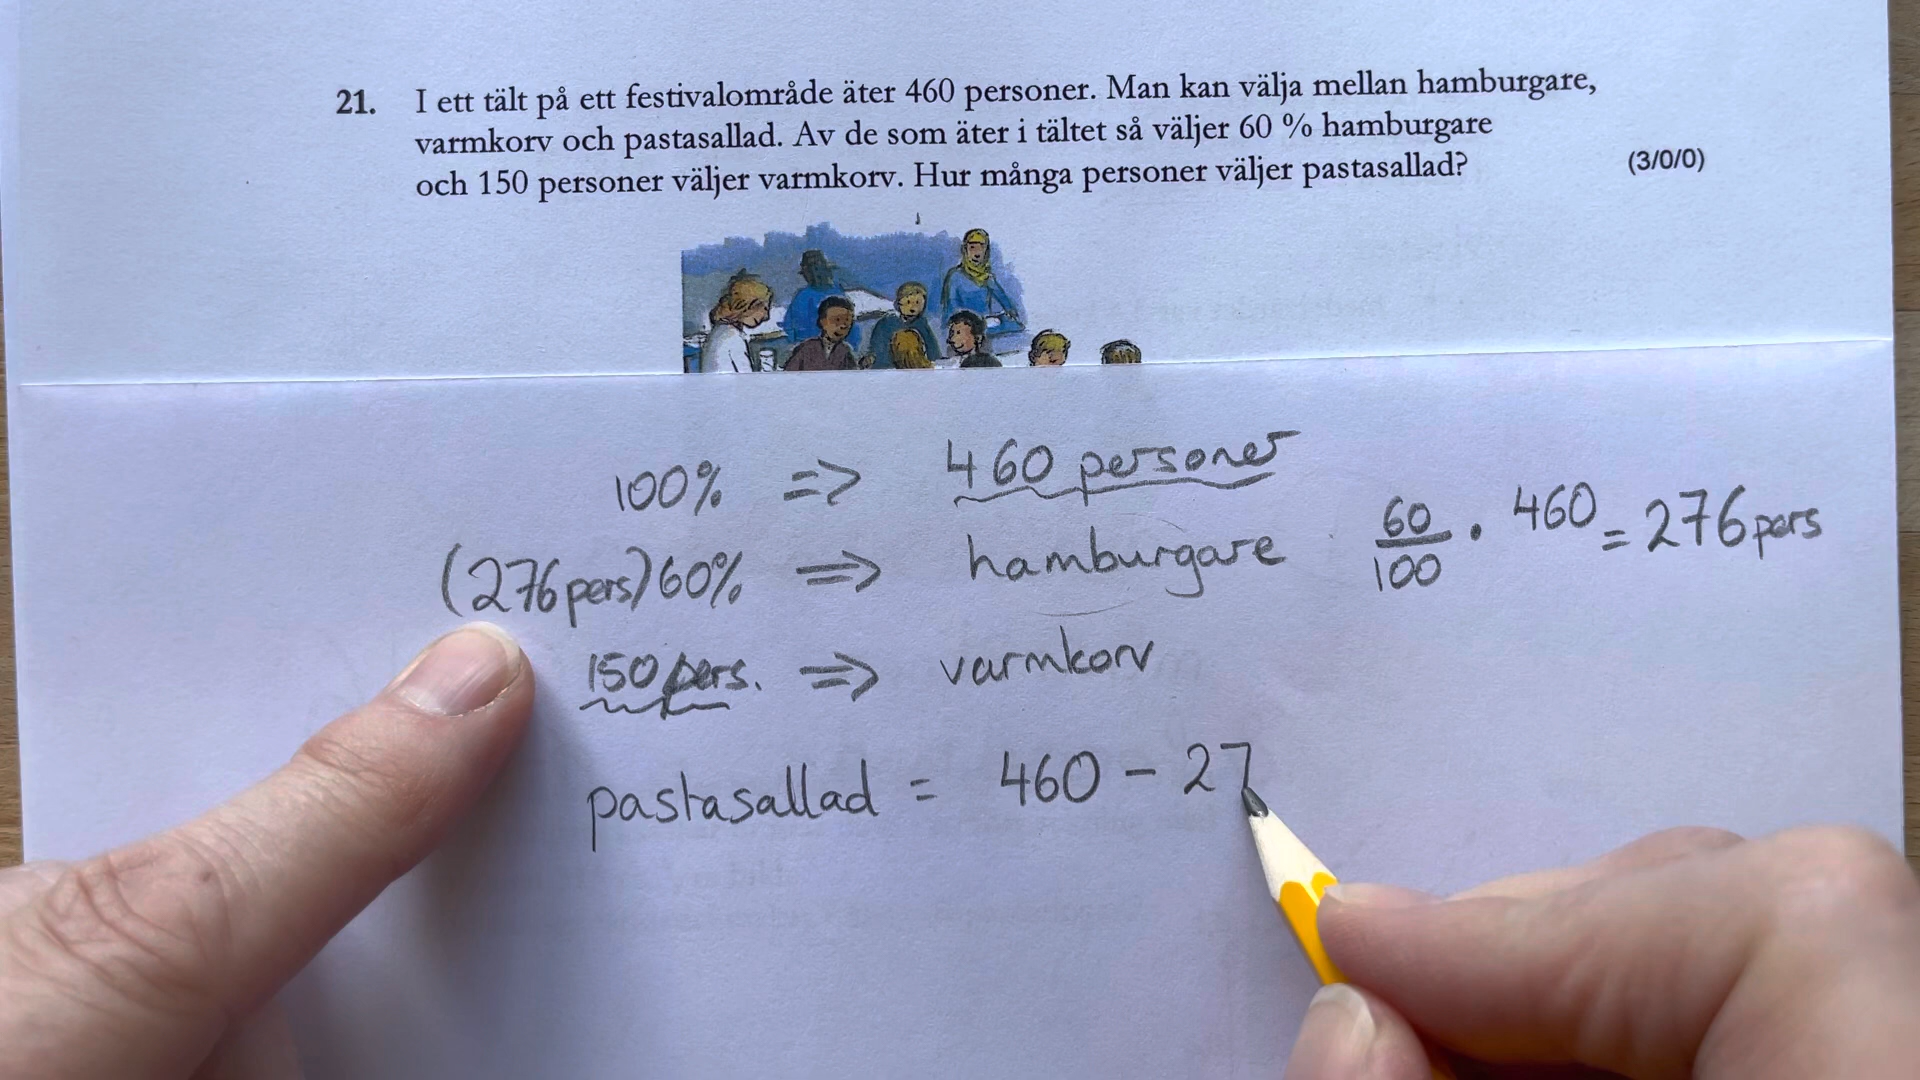 21. I ett tält på ett festivalområde äter 460 personer. Man kan välja mellan hamburgare,
varmkorv och pastasallad. Av de som äter i tältet så väljer 60 % hamburgare
och 150 personer väljer varmkorv. Hur många personer väljer pastasallad? (3/0/0)
100% => 460 personer
(276 pers) 60% => hamburgare 60/100 · 460 = 276 pers
150 pers. => varmkorv
pastasallad = 460 - 27